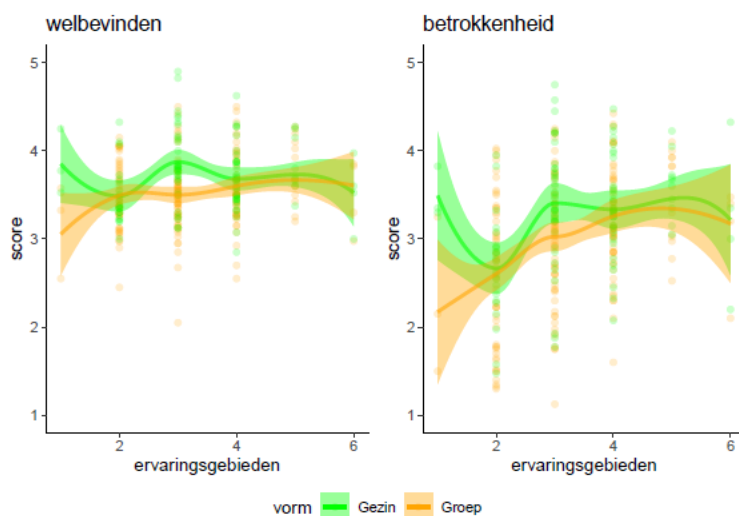 welbevinden
betrokkenheid
5
4
3
2
1
score
2
4
6
ervaringsgebieden
5
4
3
2
1
score
2
4
6
ervaringsgebieden
vorm Gezin Groep